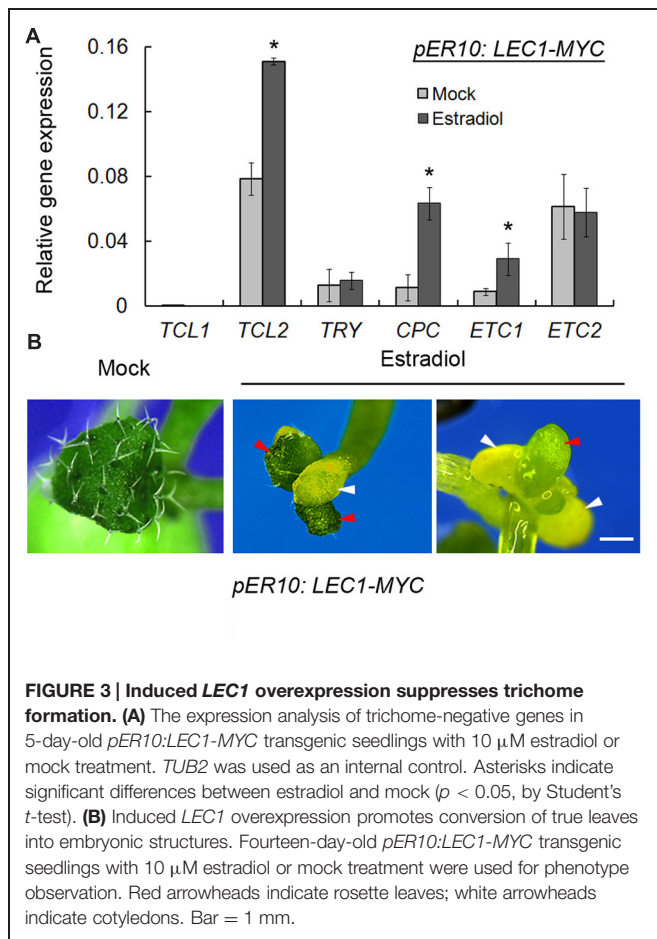 A
pER10: LEC1-MYC
Relative gene expression
0.16
0.12
0.08
0.04
0
Mock
Estradiol
*
*
*
TCL1 TCL2 TRY CPC ETC1 ETC2
B
Mock
Estradiol
pER10: LEC1-MYC
FIGURE 3 | Induced LEC1 overexpression suppresses trichome
formation. (A) The expression analysis of trichome-negative genes in
5-day-old pER10:LEC1-MYC transgenic seedlings with 10 μM estradiol or
mock treatment. TUB2 was used as an internal control. Asterisks indicate
significant differences between estradiol and mock (p < 0.05, by Student's
t-test). (B) Induced LEC1 overexpression promotes conversion of true leaves
into embryonic structures. Fourteen-day-old pER10:LEC1-MYC transgenic
seedlings with 10 μM estradiol or mock treatment were used for phenotype
observation. Red arrowheads indicate rosette leaves; white arrowheads
indicate cotyledons. Bar = 1 mm.